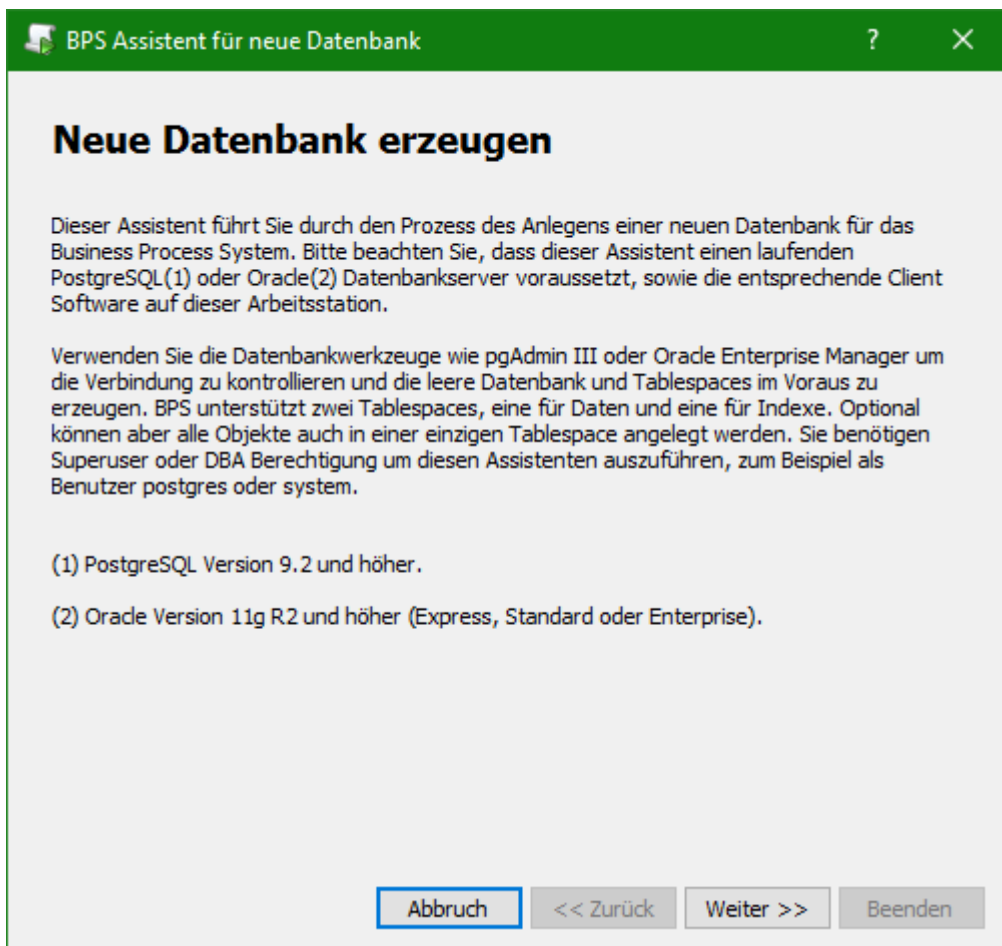 BPS Assistent für neue Datenbank ? ×
Neue Datenbank erzeugen
Dieser Assistent führt Sie durch den Prozess des Anlegens einer neuen Datenbank für das
Business Process System. Bitte beachten Sie, dass dieser Assistent einen laufenden
PostgreSQL(1) oder Oracle(2) Datenbankserver voraussetzt, sowie die entsprechende Client
Software auf dieser Arbeitsstation.
Verwenden Sie die Datenbankwerkzeuge wie pgAdmin III oder Oracle Enterprise Manager um
die Verbindung zu kontrollieren und die leere Datenbank und Tablespaces im Voraus zu
erzeugen. BPS unterstützt zwei Tablespaces, eine für Daten und eine für Indexe. Optional
können aber alle Objekte auch in einer einzigen Tablespace angelegt werden. Sie benötigen
Superuser oder DBA Berechtigung um diesen Assistenten auszuführen, zum Beispiel als
Benutzer postgres oder system.
(1) PostgreSQL Version 9.2 und höher.
(2) Oracle Version 11g R2 und höher (Express, Standard oder Enterprise).
Abbruch << Zurück Weiter >> Beenden